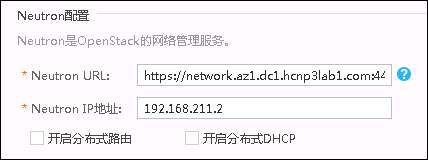 Neutron配置
Neutron是OpenStack的网络管理服务。
* Neutron URL: https://network.az1.dc1.hcnp3lab1.com:44
* Neutron IP地址: 192.168.211.2
开启分布式路由 开启分布式DHCP